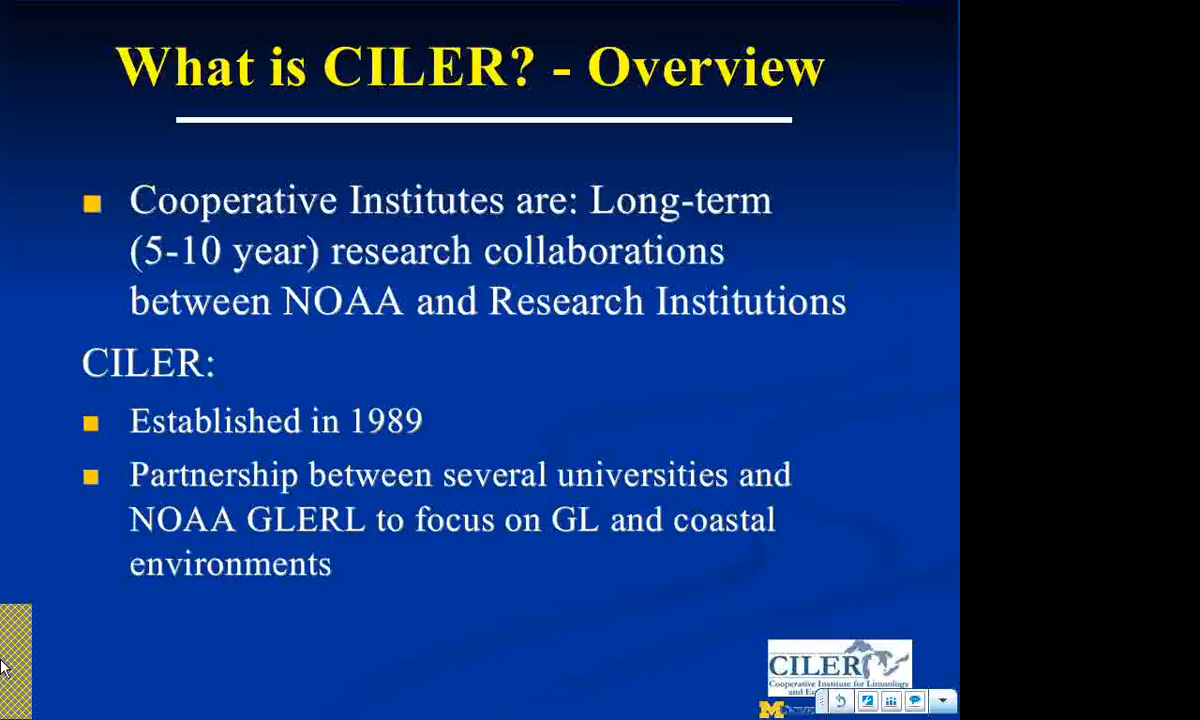 What is CILER? - Overview
Cooperative Institutes are: Long-term
(5-10 year) research collaborations
between NOAA and Research Institutions
CILER:
Established in 1989
Partnership between several universities and
NOAA GLERL to focus on GL and coastal
environments
CILER
Cooperative Institute for Limnology
and
M